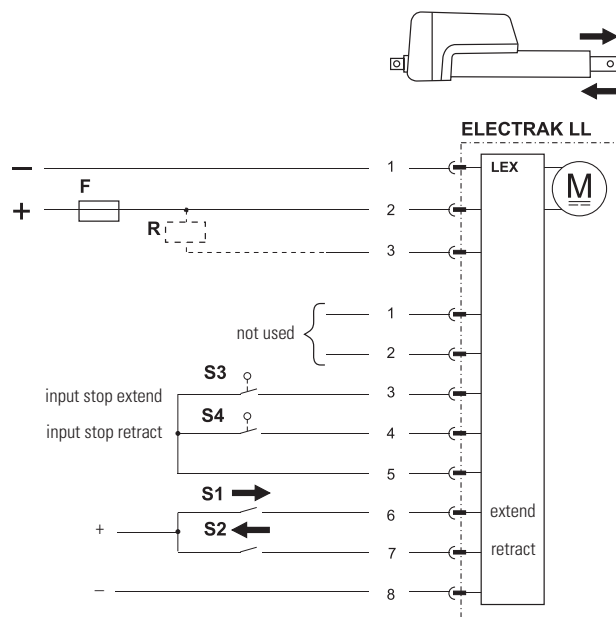 ELECTRAK LL
− 1 LEX M
F
+ 2
R
3
1
not used
2
S3
input stop extend 3
S4
input stop retract 4
5
S1
6 extend
+ S2
7 retract
− 8